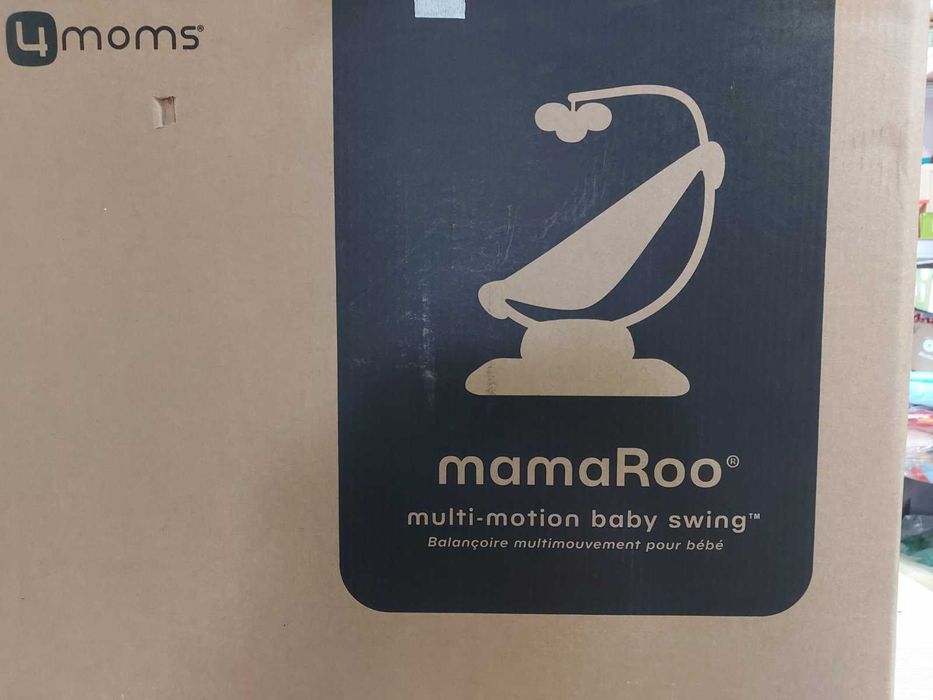 4moms®
mamaRoo®
multi-motion baby swing™
Balançoire multimouvement pour bébé